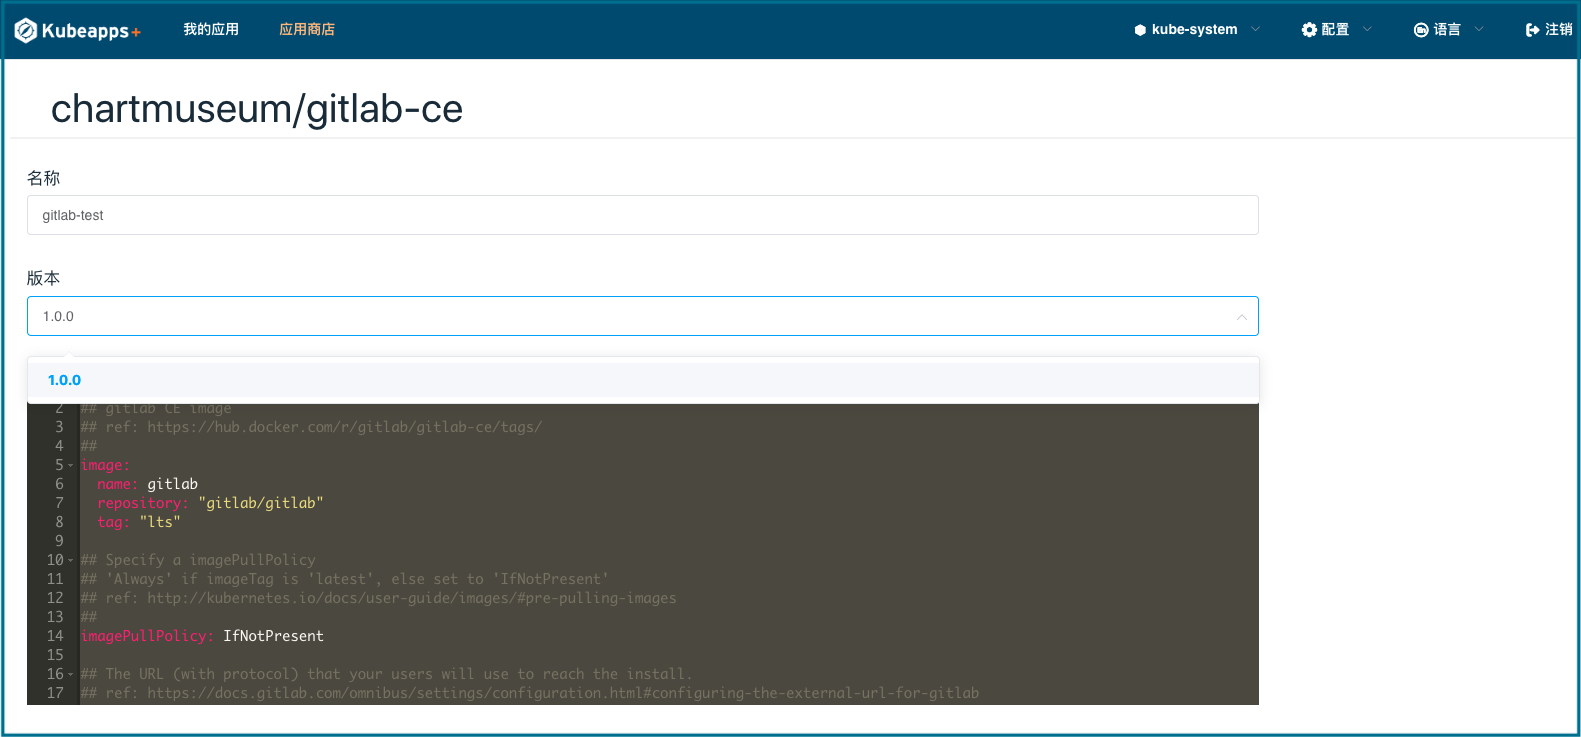 Kubeapps+ 我的应用 应用商店 kube-system 配置 语言 注销
chartmuseum/gitlab-ce
名称
gitlab-test
版本
1.0.0
1.0.0
2 ## gitlab CE image
3 ## ref: https://hub.docker.com/r/gitlab/gitlab-ce/tags/
4 ##
5 image:
6 name: gitlab
7 repository: "gitlab/gitlab"
8 tag: "lts"
9
10 ## Specify a imagePullPolicy
11 ## 'Always' if imageTag is 'latest', else set to 'IfNotPresent'
12 ## ref: http://kubernetes.io/docs/user-guide/images/#pre-pulling-images
13 ##
14 imagePullPolicy: IfNotPresent
15
16 ## The URL (with protocol) that your users will use to reach the install.
17 ## ref: https://docs.gitlab.com/omnibus/settings/configuration.html#configuring-the-external-url-for-gitlab